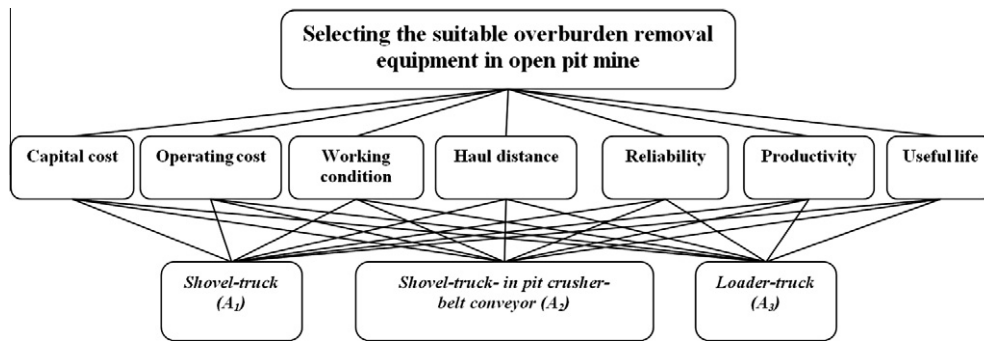 Selecting the suitable overburden removal
equipment in open pit mine
Capital cost
Operating cost
Working
condition
Haul distance
Reliability
Productivity
Useful life
Shovel-truck
(A₁)
Shovel-truck- in pit crusher-
belt conveyor (A₂)
Loader-truck
(A₃)